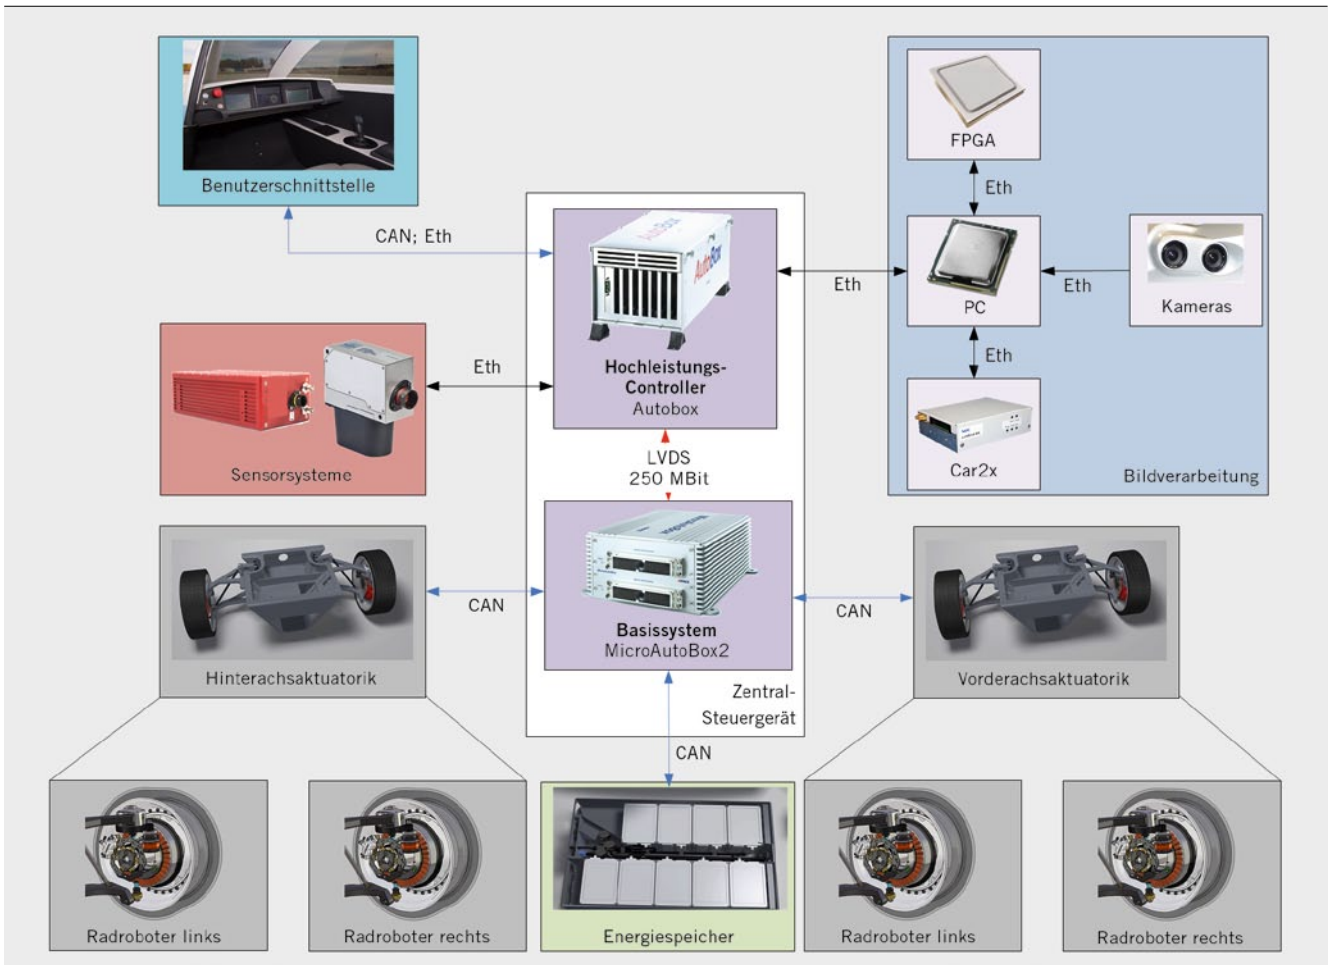 Benutzerschnittstelle
CAN; Eth
AutoBox
AutoBox
Hochleistungs-
Controller
Autobox
Eth
Sensorsysteme
LVDS
250 MBit
FPGA
Eth
PC
Eth
Eth
Kameras
Eth
Car2x
Bildverarbeitung
Hinterachsaktuatorik
CAN
Basissystem
MicroAutoBox2
CAN
Vorderachsaktuatorik
Zentral-
Steuergerät
CAN
Radroboter links
Radroboter rechts
Energiespeicher
Radroboter links
Radroboter rechts